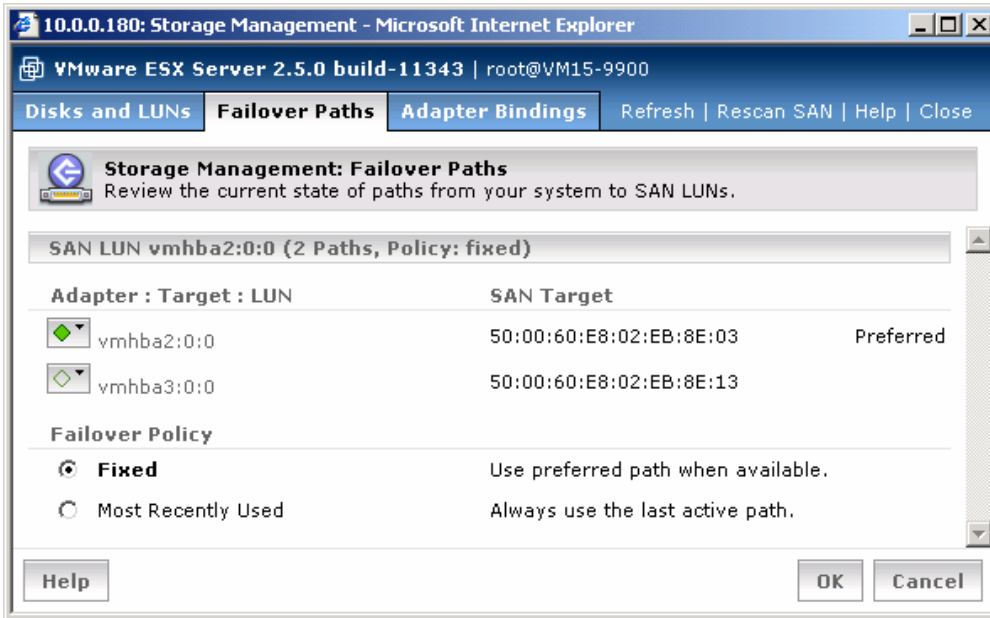 10.0.0.180: Storage Management - Microsoft Internet Explorer
VMware ESX Server 2.5.0 build-11343 | root@VM15-9900
Disks and LUNs Failover Paths Adapter Bindings Refresh | Rescan SAN | Help | Close
Storage Management: Failover Paths
Review the current state of paths from your system to SAN LUNs.
SAN LUN vmhba2:0:0 (2 Paths, Policy: fixed)
Adapter : Target : LUN SAN Target
vmhba2:0:0 50:00:60:E8:02:EB:8E:03 Preferred
vmhba3:0:0 50:00:60:E8:02:EB:8E:13
Failover Policy
Fixed Use preferred path when available.
Most Recently Used Always use the last active path.
Help OK Cancel